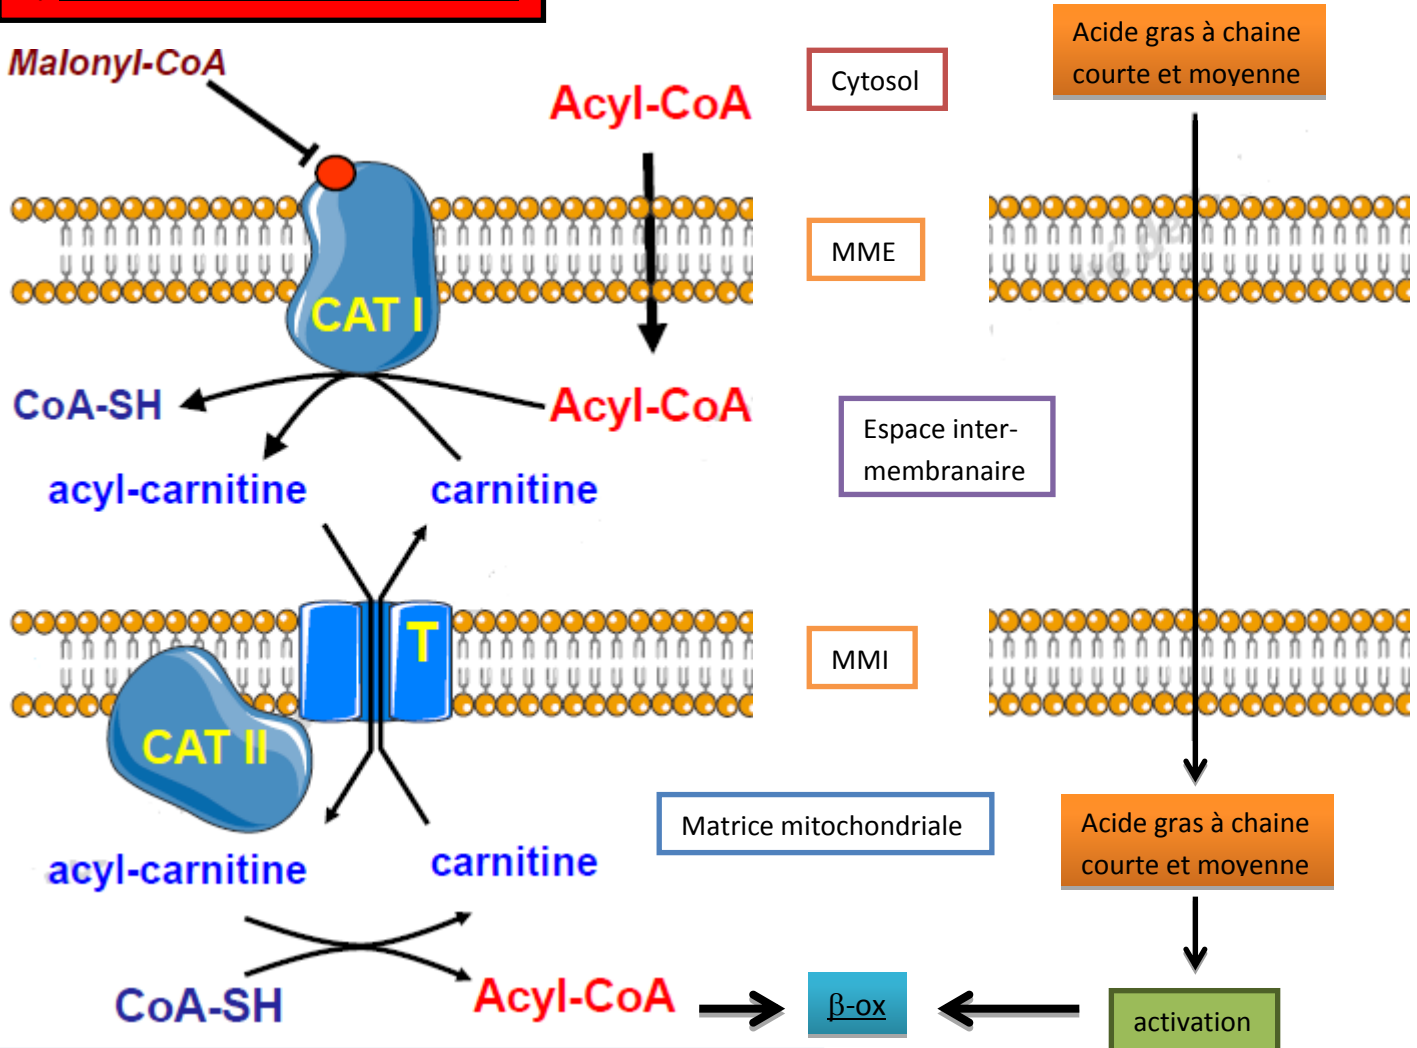 Malonyl-CoA
Acyl-CoA
Cytosol
Acide gras à chaine
courte et moyenne
CAT I
MME
CoA-SH
Acyl-CoA
Espace inter-
membranaire
acyl-carnitine
carnitine
T
MMI
CAT II
Matrice mitochondriale
Acide gras à chaine
courte et moyenne
acyl-carnitine
carnitine
CoA-SH
Acyl-CoA
β-ox
activation